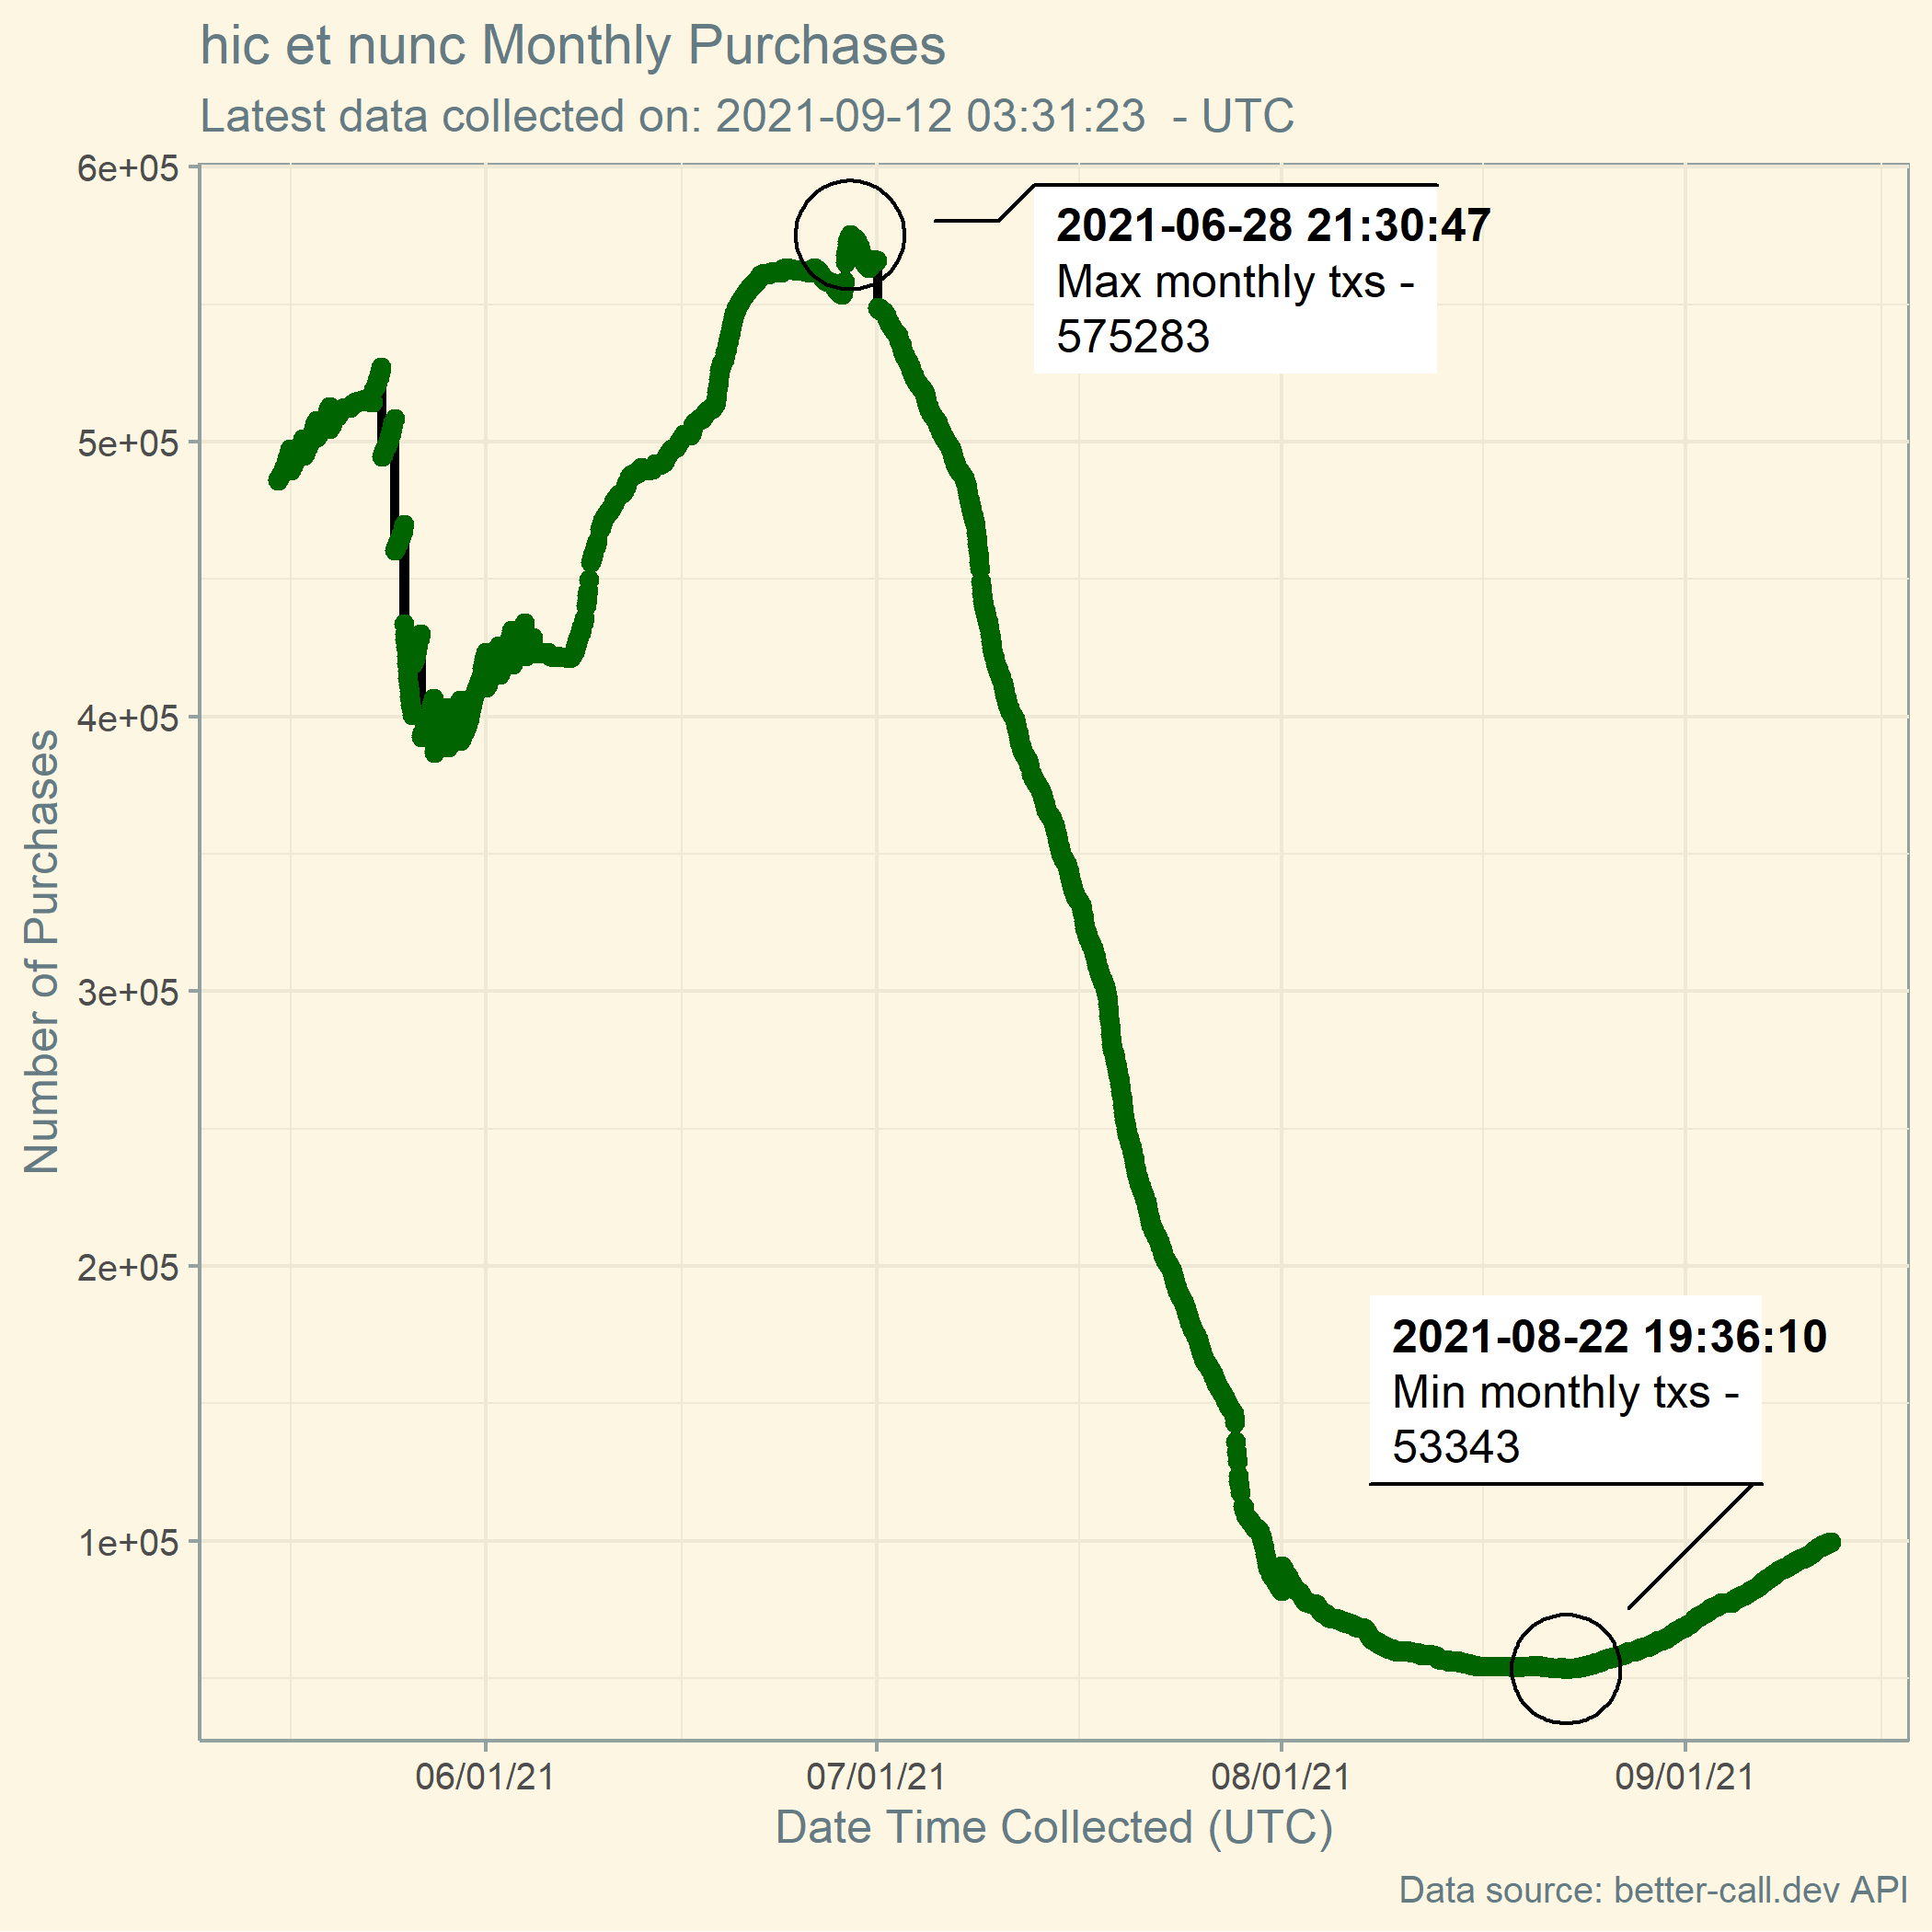 hic et nunc Monthly Purchases
Latest data collected on: 2021-09-12 03:31:23  - UTC
6e+05
5e+05
4e+05
3e+05
2e+05
1e+05
Number of Purchases
2021-06-28 21:30:47
Max monthly txs -
575283
2021-08-22 19:36:10
Min monthly txs -
53343
06/01/21
07/01/21
08/01/21
09/01/21
Date Time Collected (UTC)
Data source: better-call.dev API